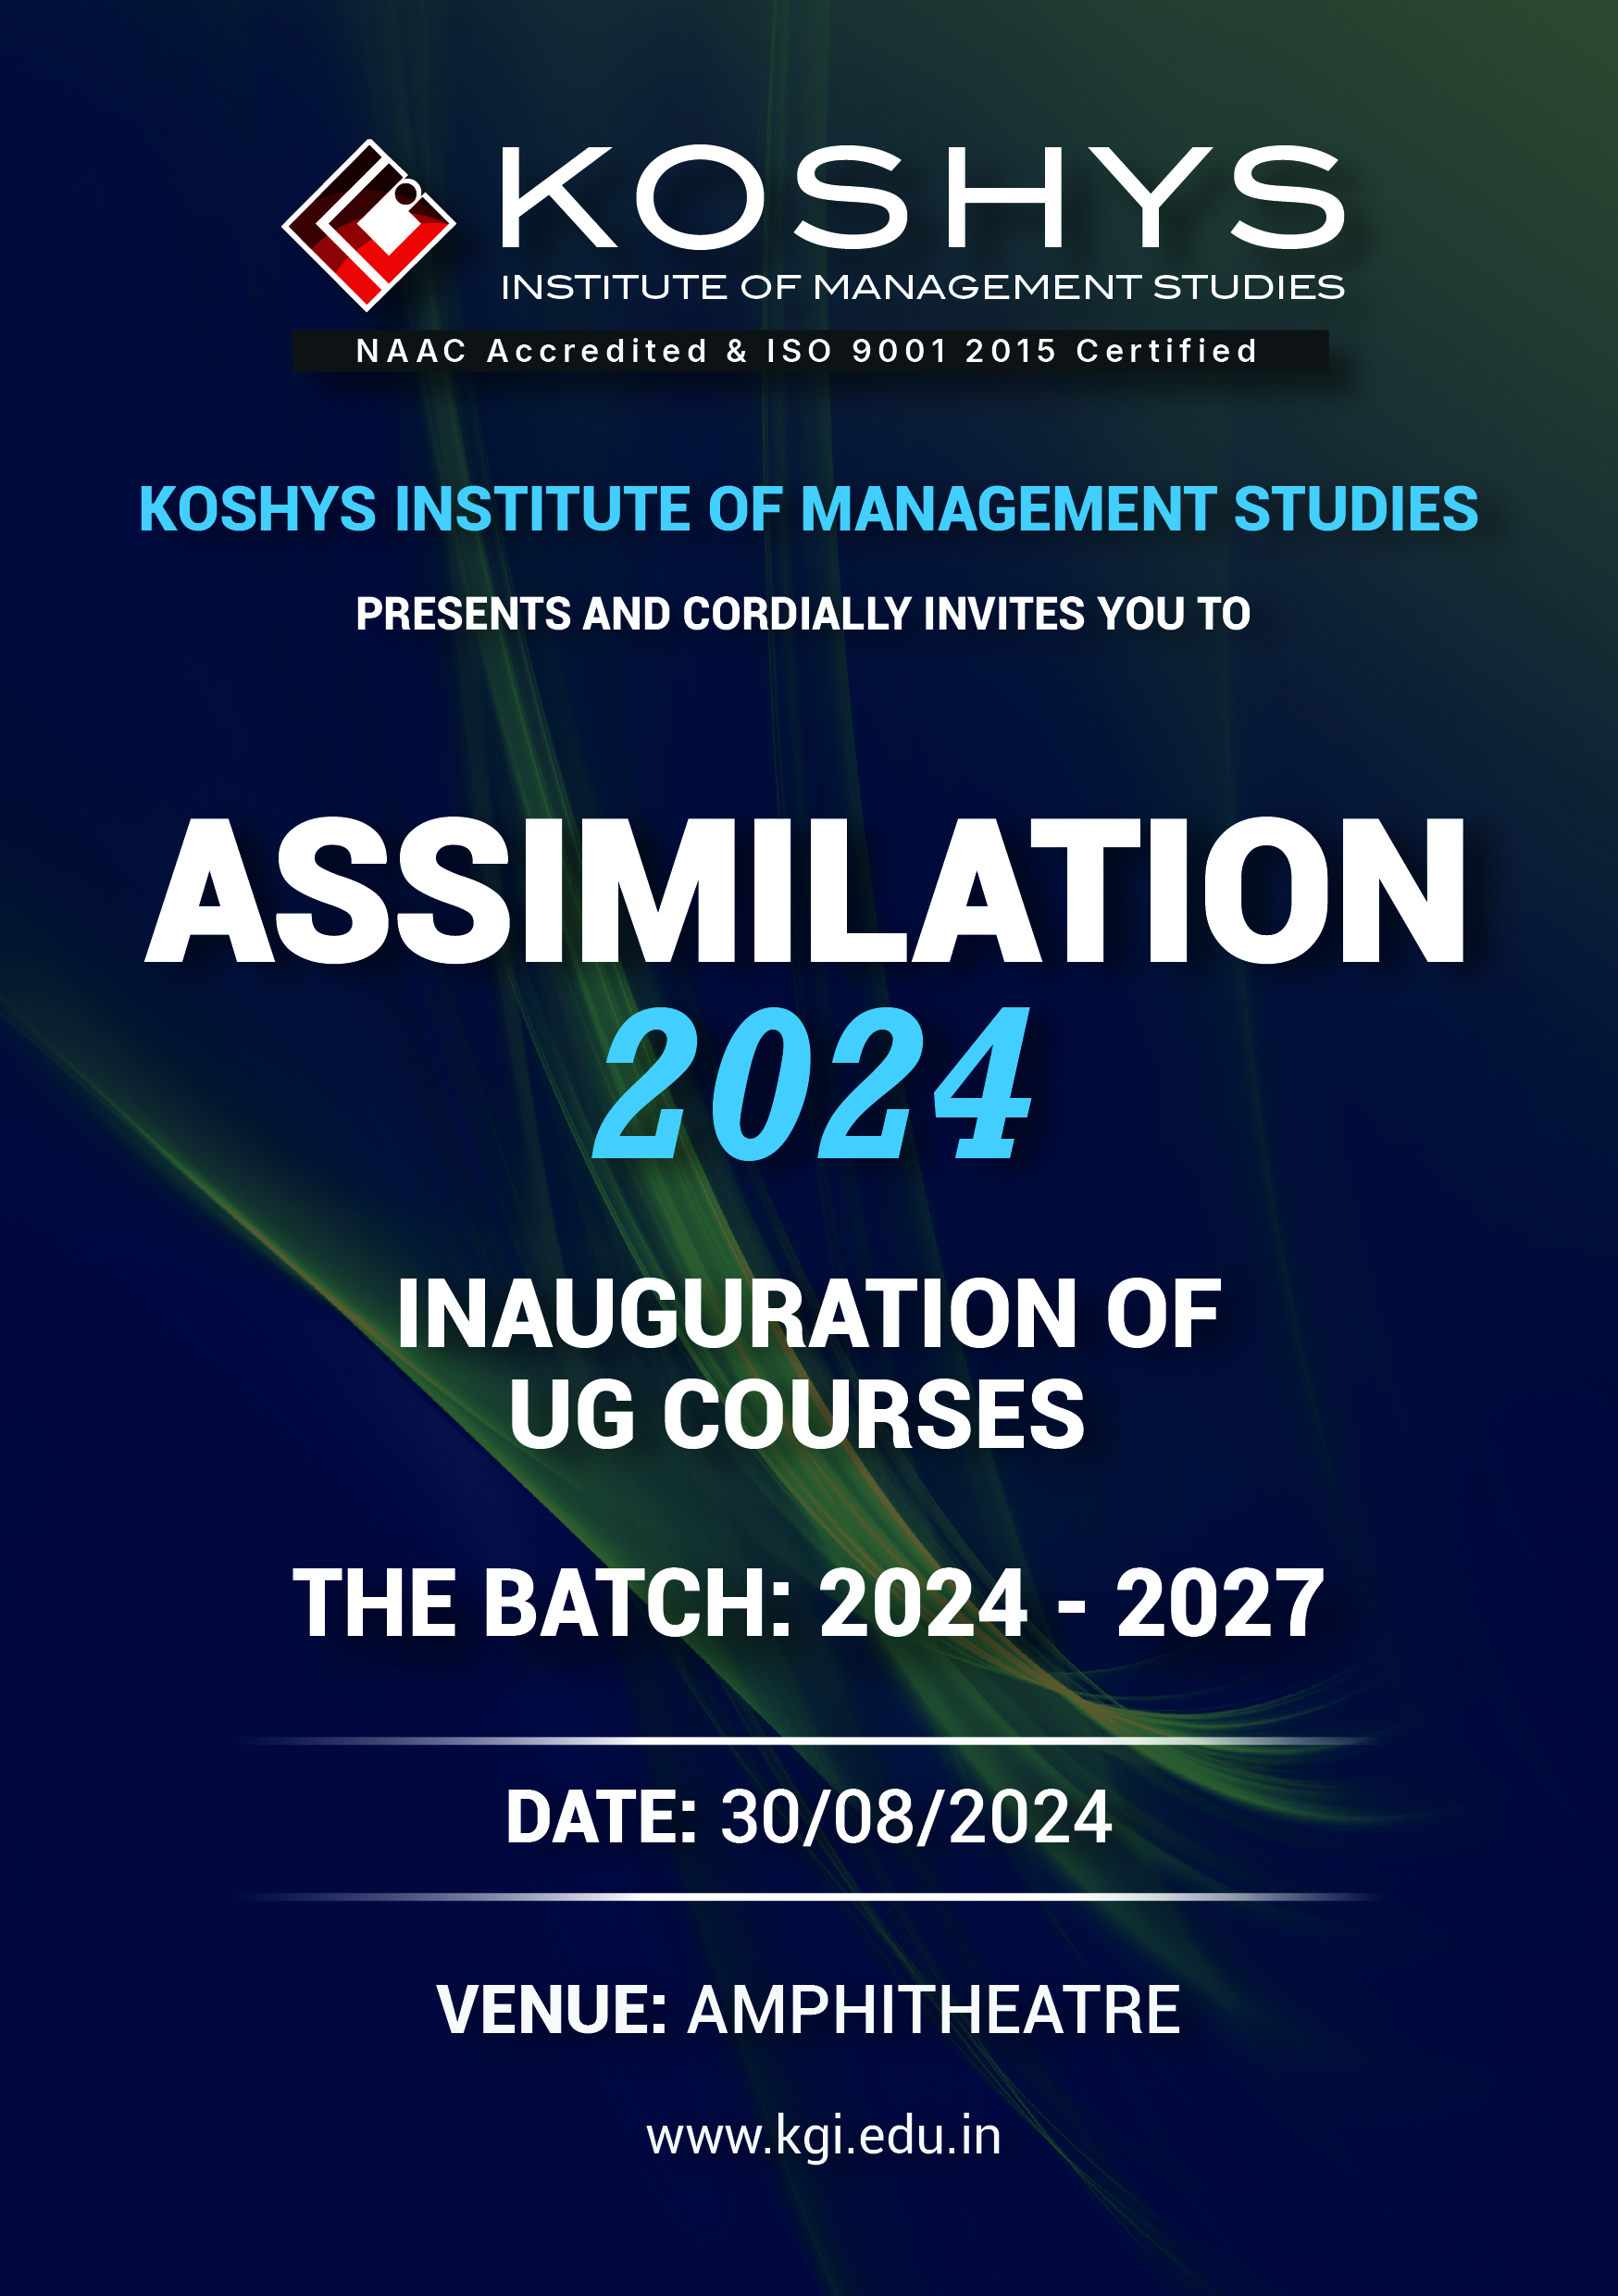 KOSHYS
INSTITUTE OF MANAGEMENT STUDIES
NAAC Accredited & ISO 9001 2015 Certified
KOSHYS INSTITUTE OF MANAGEMENT STUDIES
PRESENTS AND CORDIALLY INVITES YOU TO
ASSIMILATION
2024
INAUGURATION OF
UG COURSES
THE BATCH: 2024 - 2027
DATE: 30/08/2024
VENUE: AMPHITHEATRE
www.kgi.edu.in